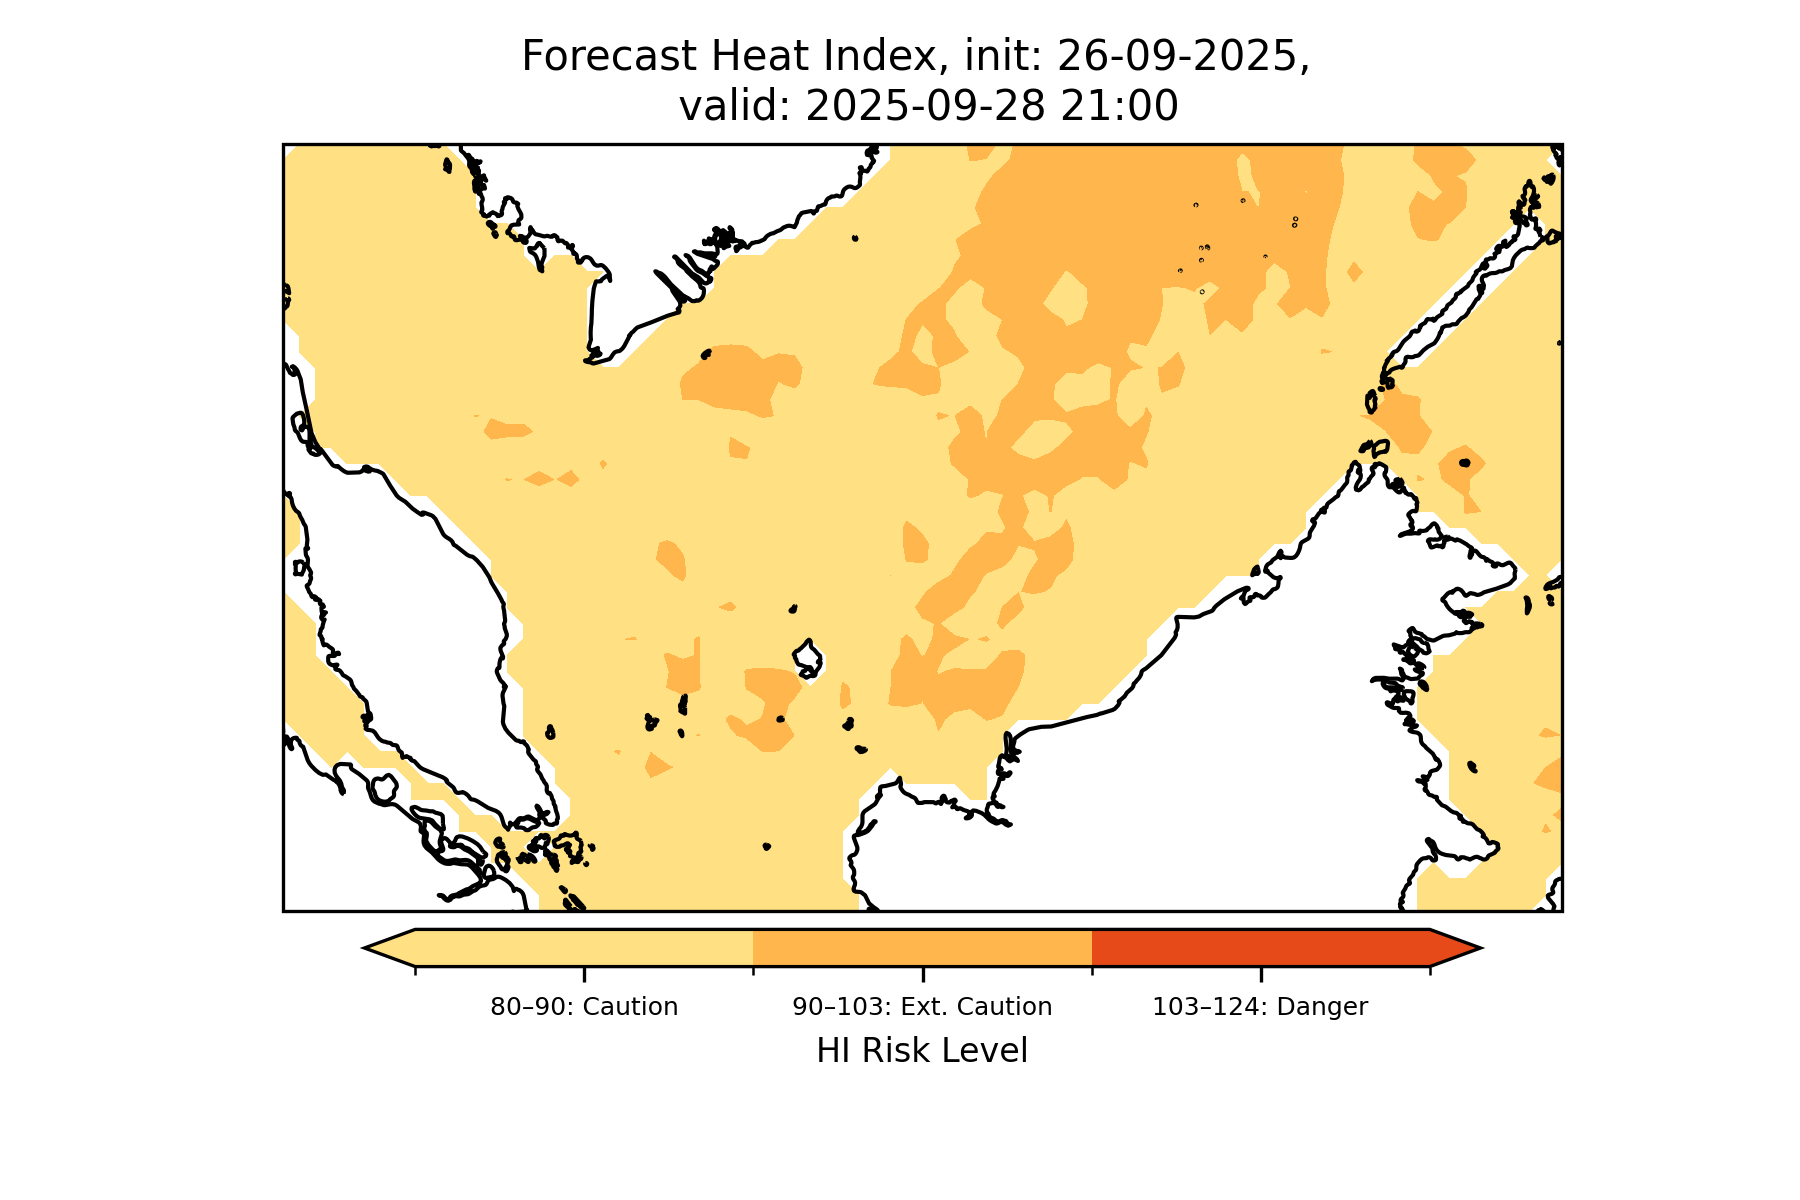 Forecast Heat Index, init: 26-09-2025,
valid: 2025-09-28 21:00
80–90: Caution
90–103: Ext. Caution
103–124: Danger
HI Risk Level